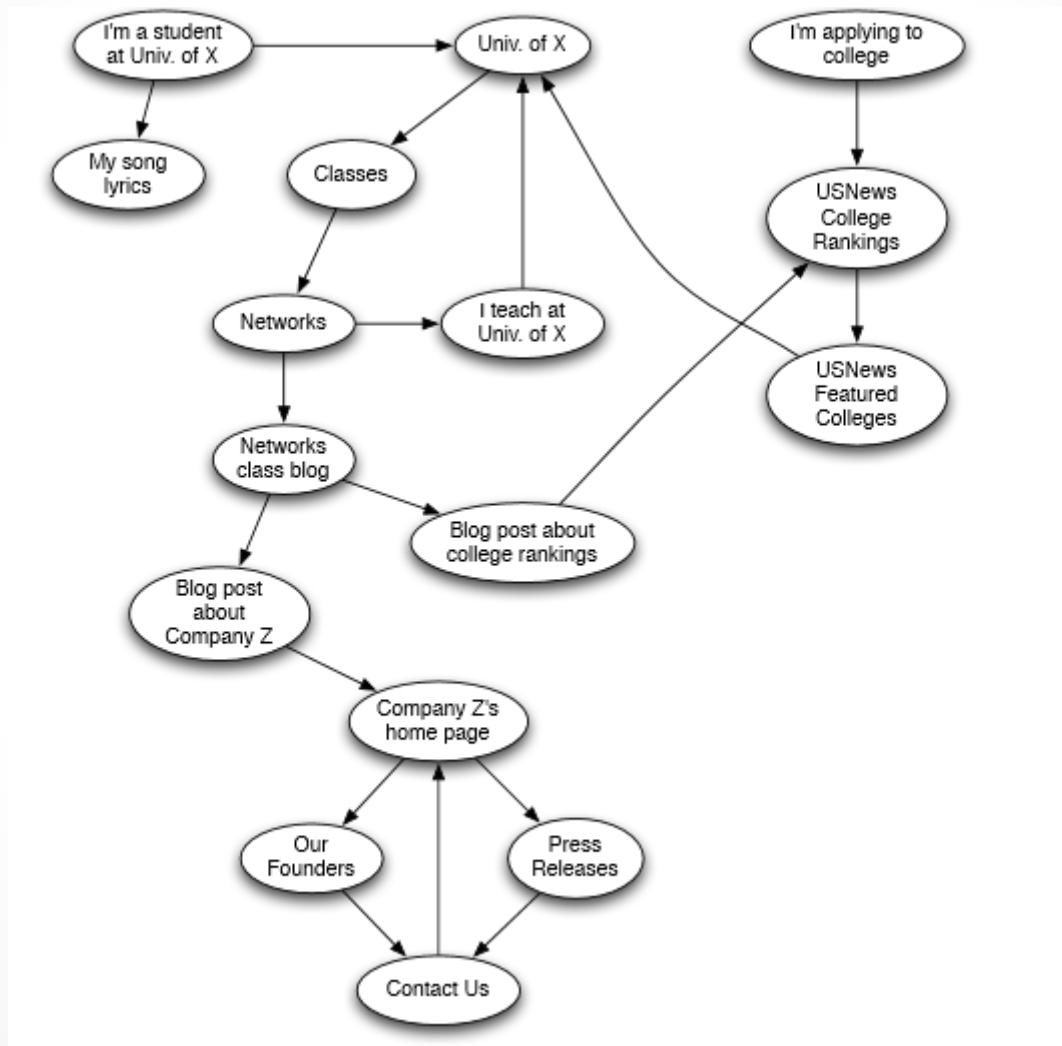 I'm a student
at Univ. of X
Univ. of X
I'm applying to
college
My song
lyrics
Classes
USNews
College
Rankings
Networks
I teach at
Univ. of X
USNews
Featured
Colleges
Networks
class blog
Blog post about
college rankings
Blog post
about
Company Z
Company Z's
home page
Our
Founders
Press
Releases
Contact Us